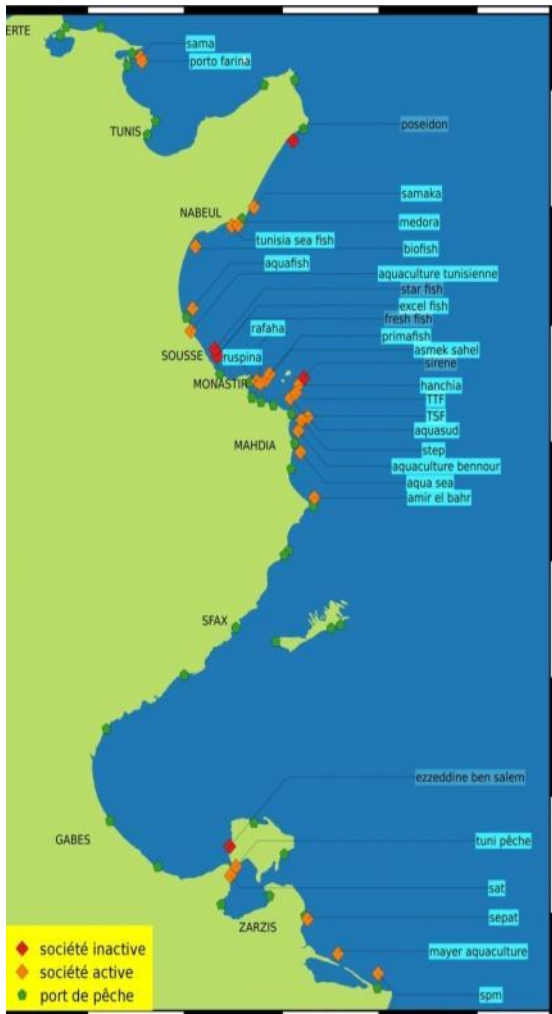 ERTE
sama
porto farina
TUNIS
poseidon
samaka
NABEUL
medora
tunisia sea fish
biofish
aquafish
aquaculture tunisienne
star fish
excel fish
fresh fish
rafaha
primafish
asmek sahel
SOUSSE
ruspina
sirene
MONASTIR
hanchia
TTF
TSF
aquasud
MAHDIA
step
aquaculture bennour
aqua sea
amir el bahr
SFAX
ezzeddine ben salem
GABES
tuni pêche
sat
sepat
ZARZIS
mayer aquaculture
spm
société inactive
société active
port de pêche